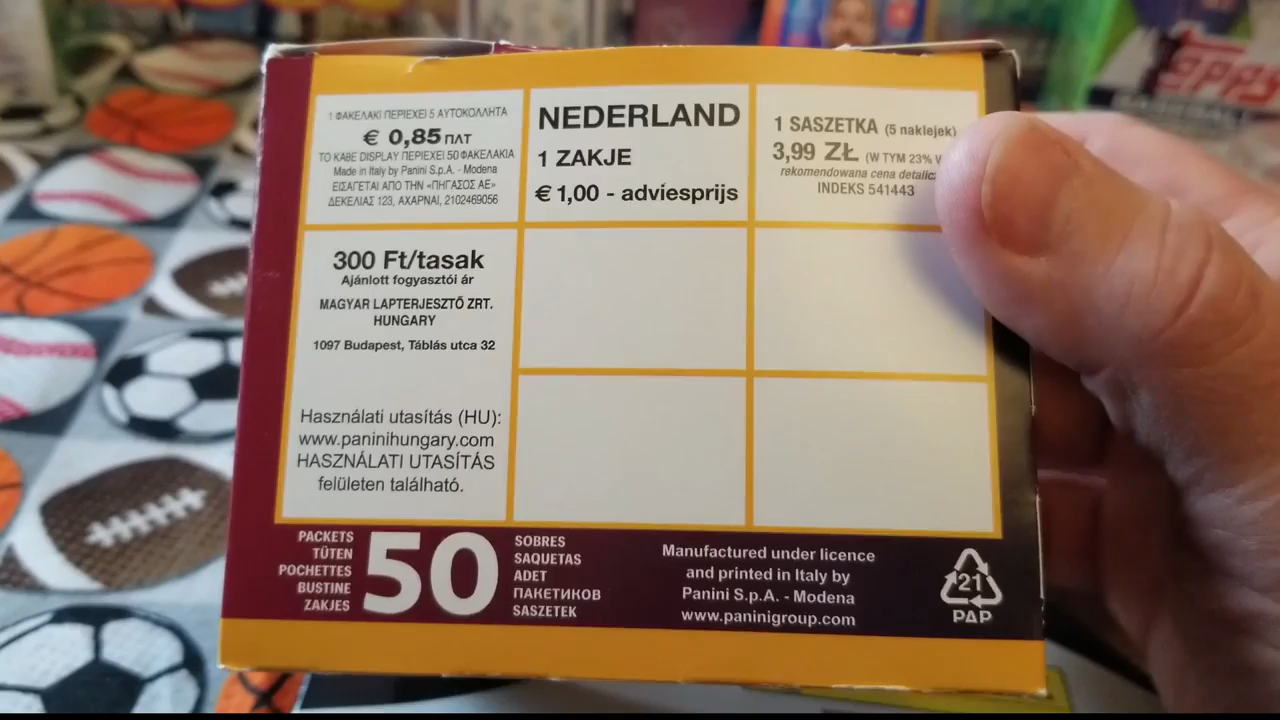 1 ΦΑΚΕΛΑΚΙ ΠΕΡΙΕΧΕΙ 5 ΑΥΤΟΚΟΛΛΗΤΑ
€ 0,85 ΠΛΤ
ΤΟ ΚΑΘΕ DISPLAY ΠΕΡΙΕΧΕΙ 50 ΦΑΚΕΛΑΚΙΑ
Made in Italy by Panini S.p.A. - Modena
ΕΙΣΑΓΕΤΑΙ ΑΠΟ ΤΗΝ «ΠΗΓΑΣΟΣ ΑΕ»
ΔΕΚΕΛΙΑΣ 123, ΑΧΑΡΝΑΙ, 2102469056
NEDERLAND
1 ZAKJE
€ 1,00 - adviesprijs
1 SASZETKA (5 naklejek)
3,99 ZŁ (W TYM 23%
rekomendowana cena
INDEKS 541443
300 Ft/tasak
Ajánlott fogyasztói ár
MAGYAR LAPTERJESZTŐ ZRT.
HUNGARY
1097 Budapest, Táblás utca 32
Használati utasítás (HU):
www.paninihungary.com
HASZNÁLATI UTASÍTÁS
felületen található.
PACKETS
TÜTEN
POCHETTES
BUSTINE
ZAKJES
50
SOBRES
SAQUETAS
ADET
ПАКЕТИКОВ
SASZETEK
Manufactured under licence
and printed in Italy by
Panini S.p.A. - Modena
www.paninigroup.com
21
PAP
TOPPS